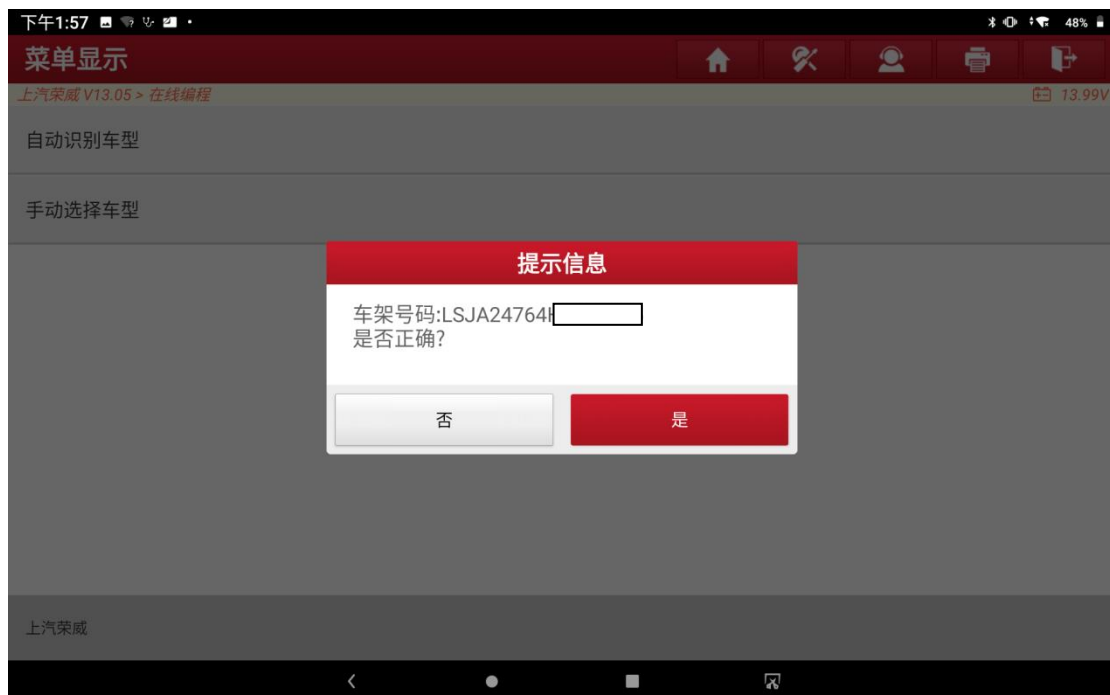 下午1:57
48%
菜单显示
上汽荣威 V13.05 > 在线编程
13.99V
自动识别车型
手动选择车型
提示信息
车架号码:LSJA24764
是否正确?
否
是
上汽荣威